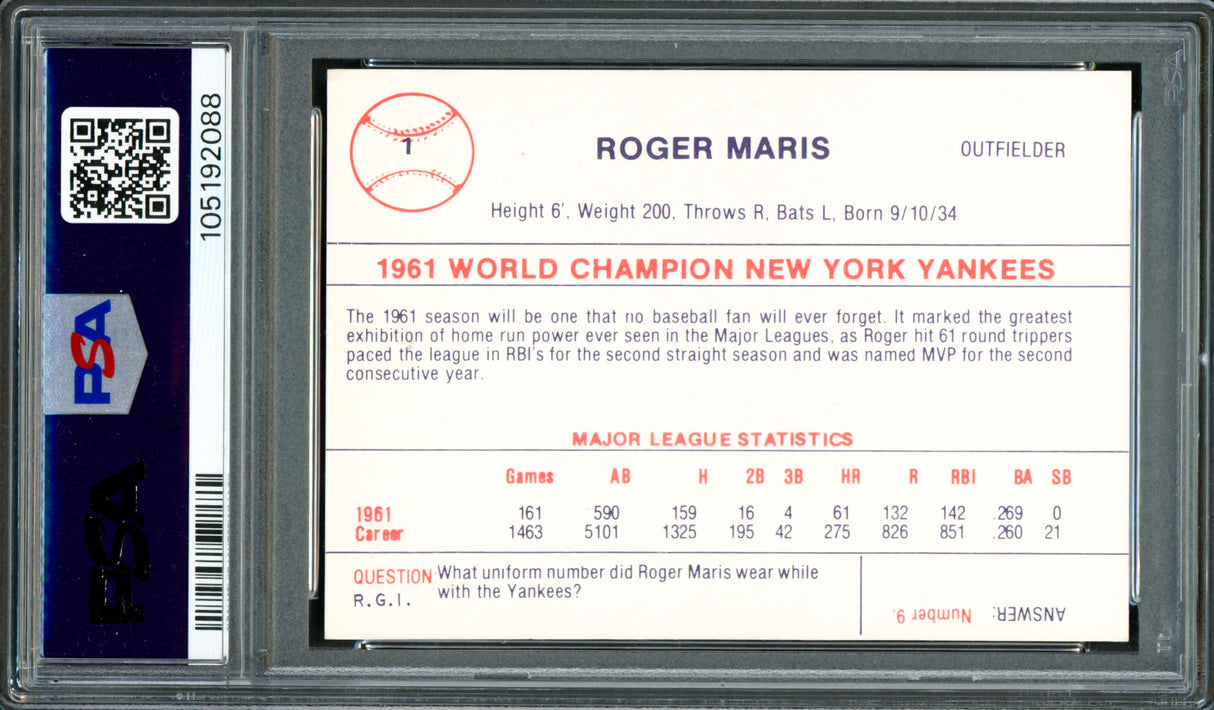 PSA
PSA
105192088
1
ROGER MARIS
OUTFIELDER
Height 6', Weight 200, Throws R, Bats L, Born 9/10/34
1961 WORLD CHAMPION NEW YORK YANKEES
The 1961 season will be one that no baseball fan will ever forget. It marked the greatest
exhibition of home run power ever seen in the Major Leagues, as Roger hit 61 round trippers
paced the league in RBI's for the second straight season and was named MVP for the second
consecutive year.
MAJOR LEAGUE STATISTICS
Games AB H 2B 3B HR R RBI BA SB
1961 161 590 159 16 4 61 132 142 .269 0
Career 1463 5101 1325 195 42 275 826 851 .260 21
QUESTION What uniform number did Roger Maris wear while
R.G.I. with the Yankees?
ANSWER: Number 9.